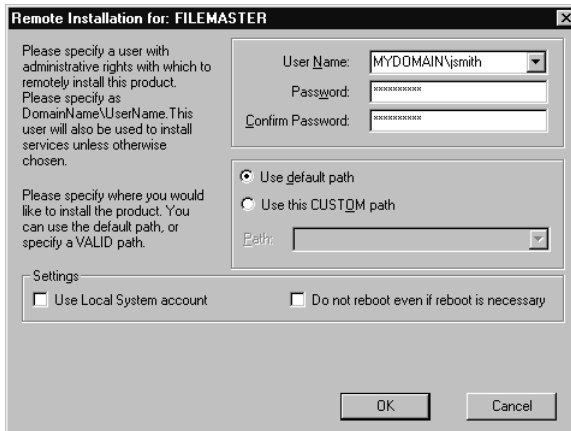 Remote Installation for: FILEMASTER
Please specify a user with
administrative rights with which to
remotely install this product.
Please specify as
DomainName\UserName.This
user will also be used to install
services unless otherwise
chosen.
User Name:
MYDOMAIN\jsmith
Password:
xxxxxxxxxx
Confirm Password:
xxxxxxxxxx
Please specify where you would
like to install the product. You
can use the default path, or
specify a VALID path.
Use default path
Use this CUSTOM path
Path:
Settings
Use Local System account
Do not reboot even if reboot is necessary
OK
Cancel